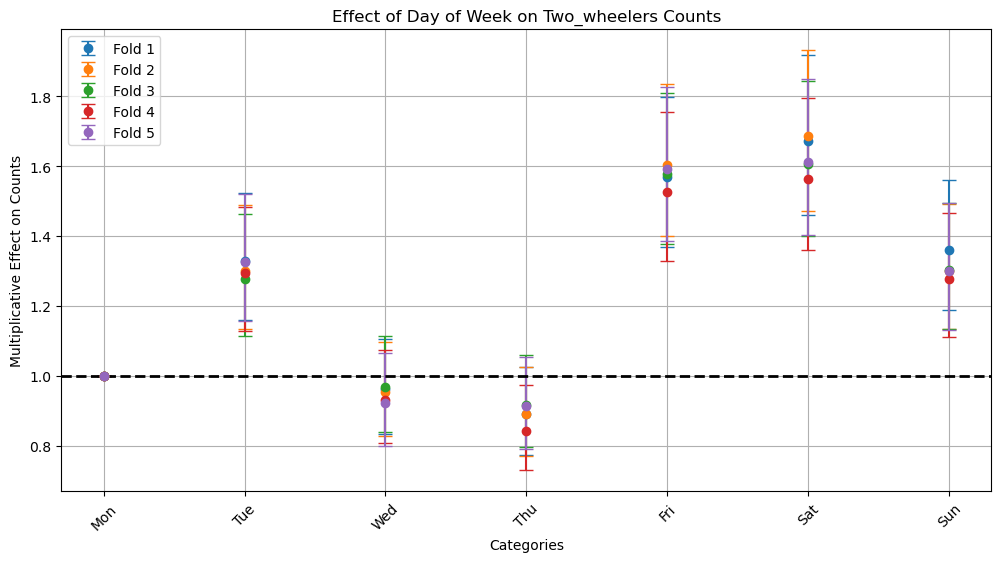 Effect of Day of Week on Two_wheelers Counts
Fold 1
Fold 2
Fold 3
Fold 4
Fold 5
Multiplicative Effect on Counts
1.8
1.6
1.4
1.2
1.0
0.8
Mon
Tue
Wed
Thu
Fri
Sat
Sun
Categories